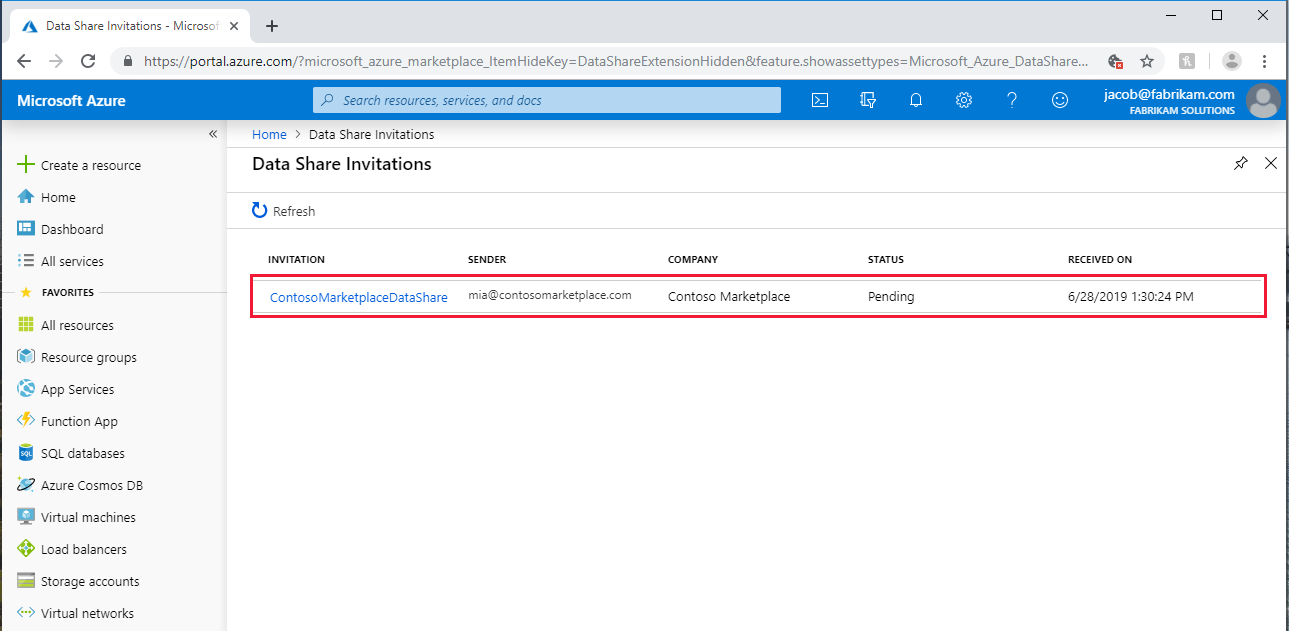 Data Share Invitations - Microsof
https://portal.azure.com/?microsoft_azure_marketplace_ItemHideKey=DataShareExtensionHidden&feature.showassettypes=Microsoft_Azure_DataShare...
Microsoft Azure
Search resources, services, and docs
jacob@fabrikam.com
FABRIKAM SOLUTIONS
Create a resource
Home
Dashboard
All services
FAVORITES
All resources
Resource groups
App Services
Function App
SQL databases
Azure Cosmos DB
Virtual machines
Load balancers
Storage accounts
Virtual networks
Home > Data Share Invitations
Data Share Invitations
Refresh
INVITATION SENDER COMPANY STATUS RECEIVED ON
ContosoMarketplaceDataShare mia@contosomarketplace.com Contoso Marketplace Pending 6/28/2019 1:30:24 PM